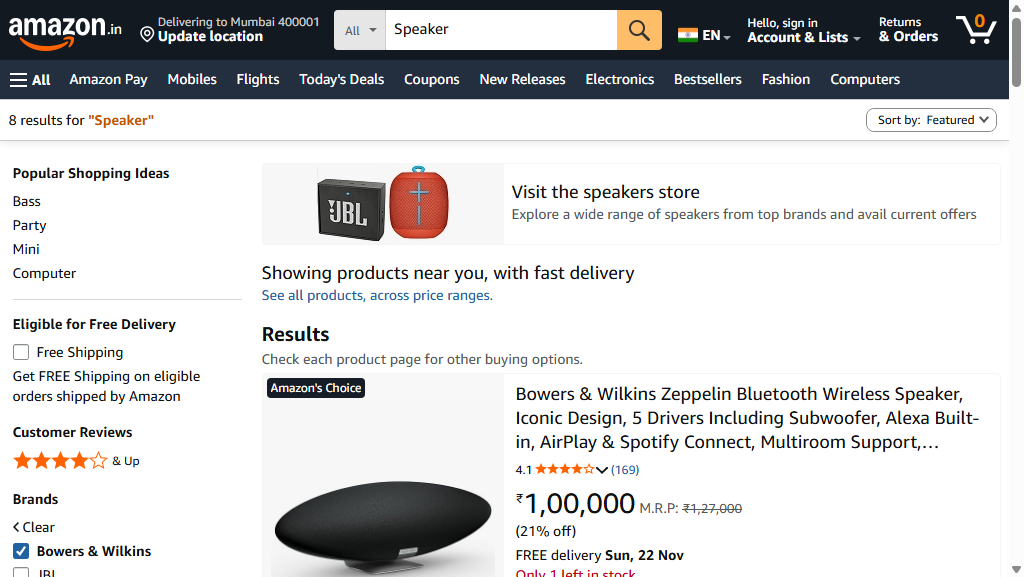 amazon.in
Delivering to Mumbai 400001
Update location
All
Speaker
EN
Hello, sign in
Account & Lists
Returns
& Orders
0
All
Amazon Pay
Mobiles
Flights
Today's Deals
Coupons
New Releases
Electronics
Bestsellers
Fashion
Computers
8 results for "Speaker"
Sort by: Featured
Popular Shopping Ideas
Bass
Party
Mini
Computer
Eligible for Free Delivery
Free Shipping
Get FREE Shipping on eligible
orders shipped by Amazon
Customer Reviews
& Up
Brands
Clear
Bowers & Wilkins
JBL
JBL
Visit the speakers store
Explore a wide range of speakers from top brands and avail current offers
Showing products near you, with fast delivery
See all products, across price ranges.
Results
Check each product page for other buying options.
Amazon's Choice
Bowers & Wilkins Zeppelin Bluetooth Wireless Speaker,
Iconic Design, 5 Drivers Including Subwoofer, Alexa Built-
in, AirPlay & Spotify Connect, Multiroom Support,…
4.1 (169)
₹1,00,000 M.R.P: ₹1,27,000
(21% off)
FREE delivery Sun, 22 Nov
Only 1 left in stock